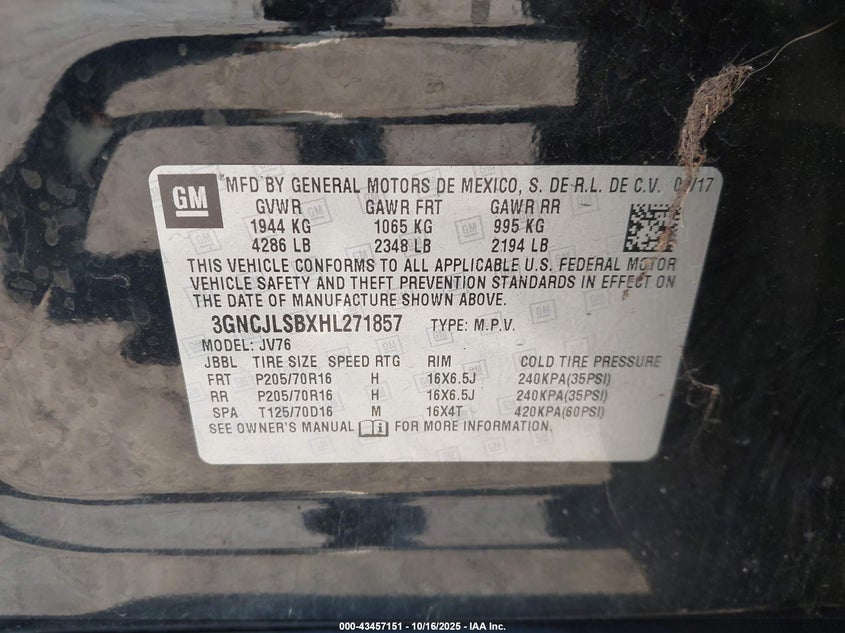 GM
MFD BY GENERAL MOTORS DE MEXICO, S. DE R.L. DE C.V.
GVWR GAWR FRT GAWR RR
1944 KG 1065 KG 995 KG
4286 LB 2348 LB 2194 LB
THIS VEHICLE CONFORMS TO ALL APPLICABLE U.S. FEDERAL MOTOR
VEHICLE SAFETY AND THEFT PREVENTION STANDARDS IN EFFECT ON
THE DATE OF MANUFACTURE SHOWN ABOVE.
3GNCJLSBXHL271857 TYPE: M.P.V.
MODEL: JV76
JBBL TIRE SIZE SPEED RTG RIM COLD TIRE PRESSURE
FRT P205/70R16 H 16X6.5J 240KPA(35PSI)
RR P205/70R16 H 16X6.5J 240KPA(35PSI)
SPA T125/70D16 M 16X4T 420KPA(60PSI)
SEE OWNER'S MANUAL FOR MORE INFORMATION.
000-43457151 - 10/16/2025 - IAA Inc.